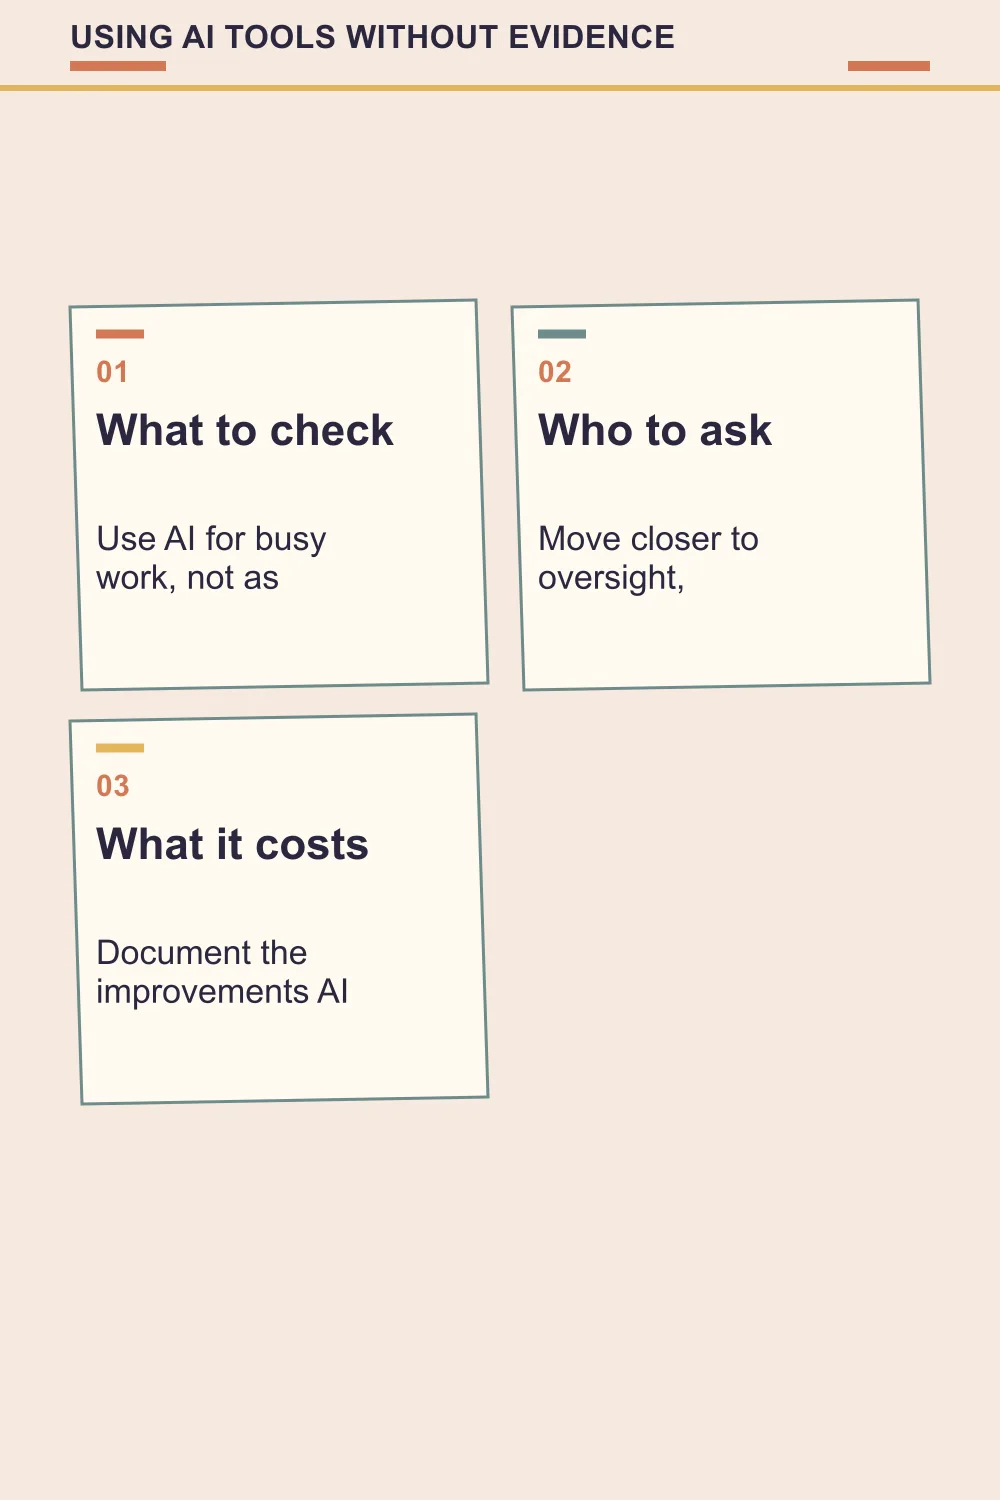 USING AI TOOLS WITHOUT EVIDENCE
01
What to check
Use AI for busy
work, not as
02
Who to ask
Move closer to
oversight,
03
What it costs
Document the
improvements AI